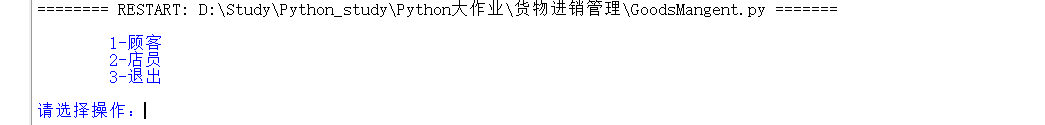 ======== RESTART: D:\Study\Python_study\Python大作业\货物进销管理\GoodsMangent.py =======
1-顾客
2-店员
3-退出
请选择操作: